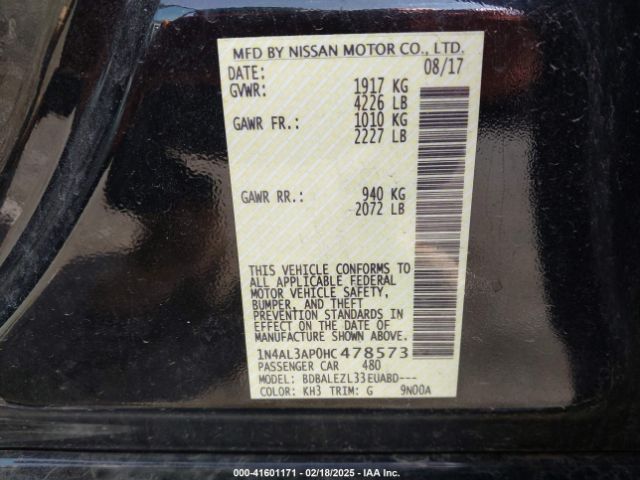 MFD BY NISSAN MOTOR CO., LTD.
DATE: 08/17
GVWR: 1917 KG
4226 LB
GAWR FR.: 1010 KG
2227 LB
GAWR RR.: 940 KG
2072 LB
THIS VEHICLE CONFORMS TO
ALL APPLICABLE FEDERAL
MOTOR VEHICLE SAFETY,
BUMPER, AND THEFT
PREVENTION STANDARDS IN
EFFECT ON THE DATE OF
MANUFACTURE SHOWN ABOVE.
1N4AL3AP0HC478573
PASSENGER CAR 480
MODEL: BDBALEZL33EUABD---
COLOR: KH3 TRIM: G 9N00A
000-41601171 | 02/18/2025 | IAA Inc.